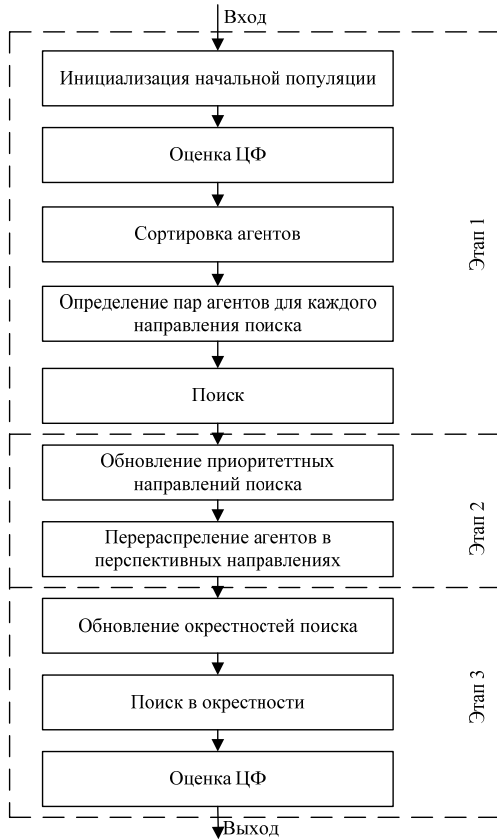 Вход
Инициализация начальной популяции
Оценка ЦФ
Сортировка агентов
Определение пар агентов для каждого
направления поиска
Поиск
Этап 1
Обновление приоритеттных
направлений поиска
Перераспреление агентов в
перспективных направлениях
Этап 2
Обновление окрестностей поиска
Поиск в окрестности
Оценка ЦФ
Этап 3
Выход